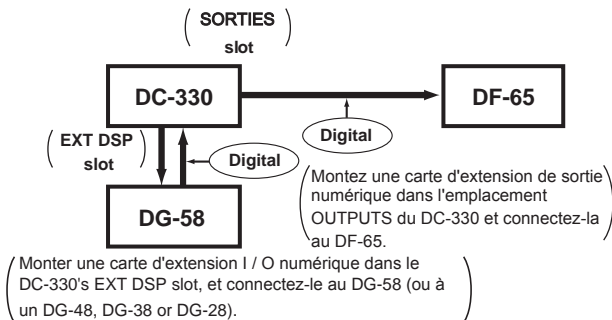 SORTIES
slot
DC-330
DF-65
EXT DSP
slot
Digital
Digital
DG-58
Montez une carte d'extension de sortie
numérique dans l'emplacement
OUTPUTS du DC-330 et connectez-la
au DF-65.
Monter une carte d'extension I / O numérique dans le
DC-330's EXT DSP slot, et connectez-le au DG-58 (ou à
un DG-48, DG-38 or DG-28).